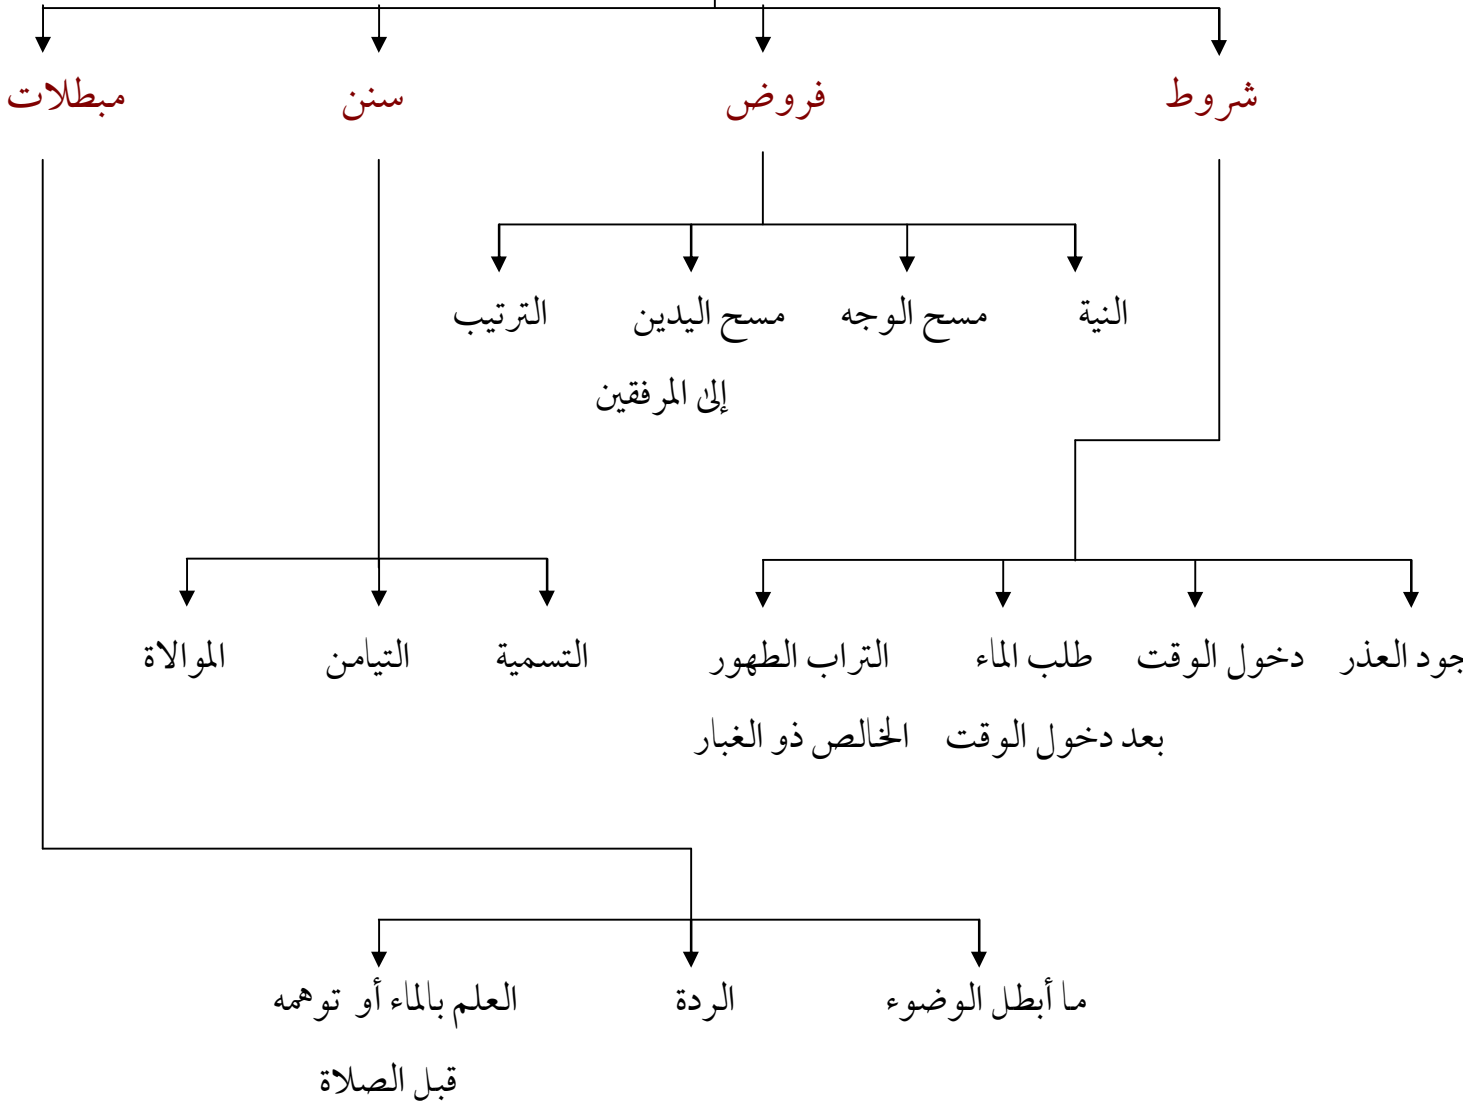 شروط فروض سنن مبطلات
النية مسح الوجه مسح اليدين الترتيب
إلى المرفقين
جود العذر دخول الوقت طلب الماء التراب الطهور التسمية التيامن الموالاة
بعد دخول الوقت الخالص ذو الغبار
ما أبطل الوضوء الردة العلم بالماء أو توهمه
قبل الصلاة